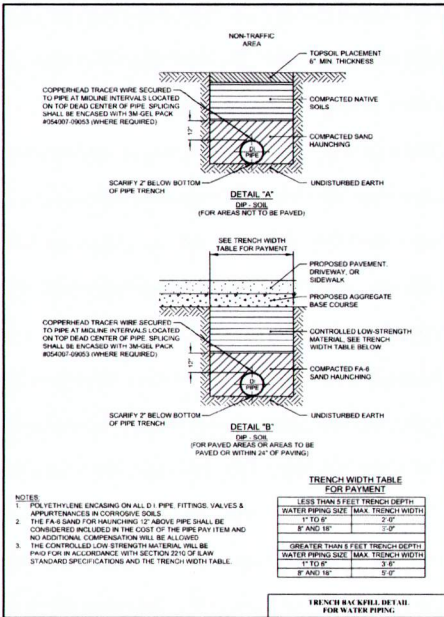 NON-TRAFFIC
AREA
TOPSOIL PLACEMENT
6" MIN. THICKNESS
COPPERHEAD TRACER WIRE SECURED
TO PIPE AT MIDLINE INTERVALS LOCATED
ON TOP DEAD CENTER OF PIPE. SPLICING
SHALL BE ENCASED WITH 3M-GEL PACK
#054007-09053 (WHERE REQUIRED)
COMPACTED NATIVE
SOILS
12"
COMPACTED SAND
HAUNCHING
D.I.
PIPE
SCARIFY 2" BELOW BOTTOM
OF PIPE TRENCH
UNDISTURBED EARTH
DETAIL "A"
DIP - SOIL
(FOR AREAS NOT TO BE PAVED)
SEE TRENCH WIDTH
TABLE FOR PAYMENT
PROPOSED PAVEMENT,
DRIVEWAY, OR
SIDEWALK
PROPOSED AGGREGATE
BASE COURSE
COPPERHEAD TRACER WIRE SECURED
TO PIPE AT MIDLINE INTERVALS LOCATED
ON TOP DEAD CENTER OF PIPE. SPLICING
SHALL BE ENCASED WITH 3M-GEL PACK
#054007-09053 (WHERE REQUIRED)
CONTROLLED LOW-STRENGTH
MATERIAL, SEE TRENCH
WIDTH TABLE BELOW
12"
COMPACTED FA-6
SAND HAUNCHING
D.I.
PIPE
SCARIFY 2" BELOW BOTTOM
OF PIPE TRENCH
UNDISTURBED EARTH
DETAIL "B"
DIP - SOIL
(FOR PAVED AREAS OR AREAS TO BE
PAVED OR WITHIN 24" OF PAVING)
NOTES:
1. POLYETHYLENE ENCASING ON ALL D.I. PIPE, FITTINGS, VALVES &
APPURTENANCES IN CORROSIVE SOILS
2. THE FA-6 SAND FOR HAUNCHING 12" ABOVE PIPE SHALL BE
CONSIDERED INCLUDED IN THE COST OF THE PIPE PAY ITEM AND
NO ADDITIONAL COMPENSATION WILL BE ALLOWED
3. THE CONTROLLED LOW-STRENGTH MATERIAL WILL BE
PAID FOR IN ACCORDANCE WITH SECTION 2210 OF ILAW
STANDARD SPECIFICATIONS AND THE TRENCH WIDTH TABLE.
TRENCH WIDTH TABLE
FOR PAYMENT
LESS THAN 5 FEET TRENCH DEPTH
WATER PIPING SIZE MAX. TRENCH WIDTH
1" TO 6" 2'-0"
8" AND 16" 3'-0"
GREATER THAN 5 FEET TRENCH DEPTH
WATER PIPING SIZE MAX. TRENCH WIDTH
1" TO 6" 3'-6"
8" AND 16" 5'-0"
TRENCH BACKFILL DETAIL
FOR WATER PIPING